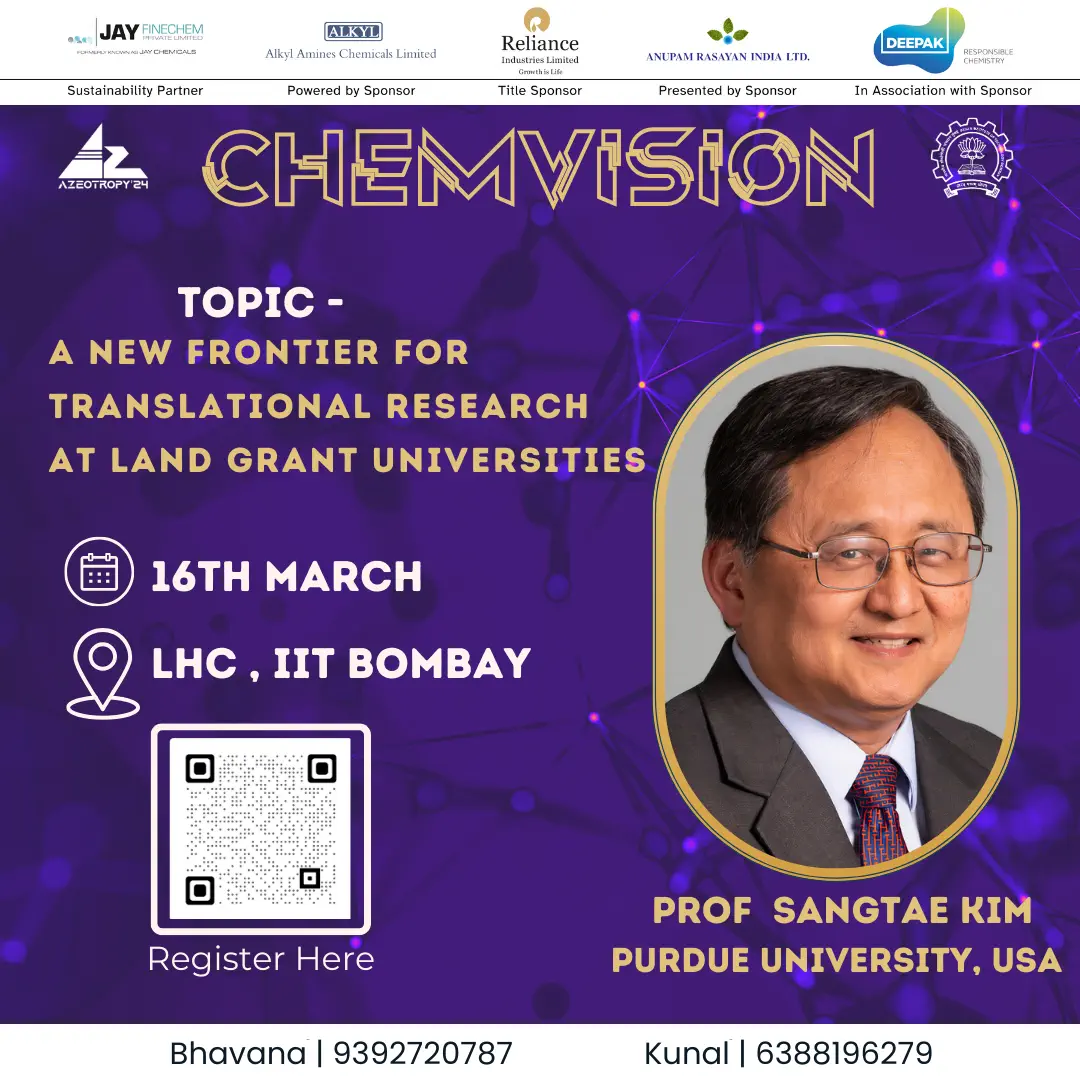 JAY FINECHEM
PRIVATE LIMITED
FORMERLY KNOWN AS JAY CHEMICALS
Sustainability Partner
ALKYL
Alkyl Amines Chemicals Limited
Powered by Sponsor
Reliance
Industries Limited
Growth is Life
Title Sponsor
ANUPAM RASAYAN INDIA LTD.
Presented by Sponsor
DEEPAK
RESPONSIBLE
CHEMISTRY
In Association with Sponsor
AZEOTROPY'24
CHEMViSiON
TOPIC -
A NEW FRONTIER FOR
TRANSLATIONAL RESEARCH
AT LAND GRANT UNIVERSITIES
16TH MARCH
LHC , IIT BOMBAY
Register Here
PROF SANGTAE KIM
PURDUE UNIVERSITY, USA
Bhavana | 9392720787
Kunal | 6388196279